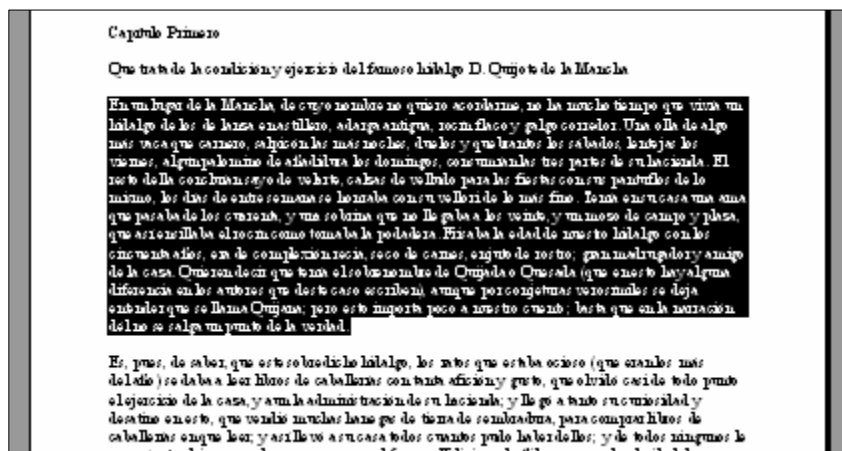 Capítulo Primero
Que trata de la condición y ejercicio del famoso hidalgo D. Quijote de la Mancha
En un lugar de la Mancha, de cuyo nombre no quiero acordarme, no ha mucho tiempo que vivía un
hidalgo de los de lanza en astillero, adarga antigua, rocín flaco y galgo corredor. Una olla de algo
más vaca que carnero, salpicón las más noches, duelos y quebrantos los sábados, lentejas los
viernes, algún palomino de añadidura los domingos, consumían las tres partes de su hacienda. El
resto della concluían sayo de velarte, calzas de velludo para las fiestas con sus pantuflos de lo
mismo, los días de entre semana se honraba con su vellori de lo más fino. Tenía en su casa una ama
que pasaba de los cuarenta, y una sobrina que no llegaba a los veinte, y un mozo de campo y plaza,
que así ensillaba el rocín como tomaba la podadera. Frisaba la edad de nuestro hidalgo con los
cincuenta años, era de complexión recia, seco de carnes, enjuto de rostro; gran madrugador y amigo
de la caza. Quieren decir que tenía el sobrenombre de Quijada o Quesada (que en esto hay alguna
diferencia en los autores que deste caso escriben), aunque por conjeturas verosímiles se deja
entender que se llama Quijana; pero esto importa poco a nuestro cuento; basta que en la narración
dél no se salga un punto de la verdad.
Es, pues, de saber, que este sobredicho hidalgo, los ratos que estaba ocioso (que eran los más
del año) se daba a leer libros de caballerías con tanta afición y gusto, que olvidó casi de todo punto
el ejercicio de la caza, y aun la administración de su hacienda; y llegó a tanto su curiosidad y
desatino en esto, que vendió muchas hanegas de tierra de sembradura, para comprar libros de
caballerías en que leer; y así llevó a su casa todos cuantos pudo haber dellos; y de todos ningunos le